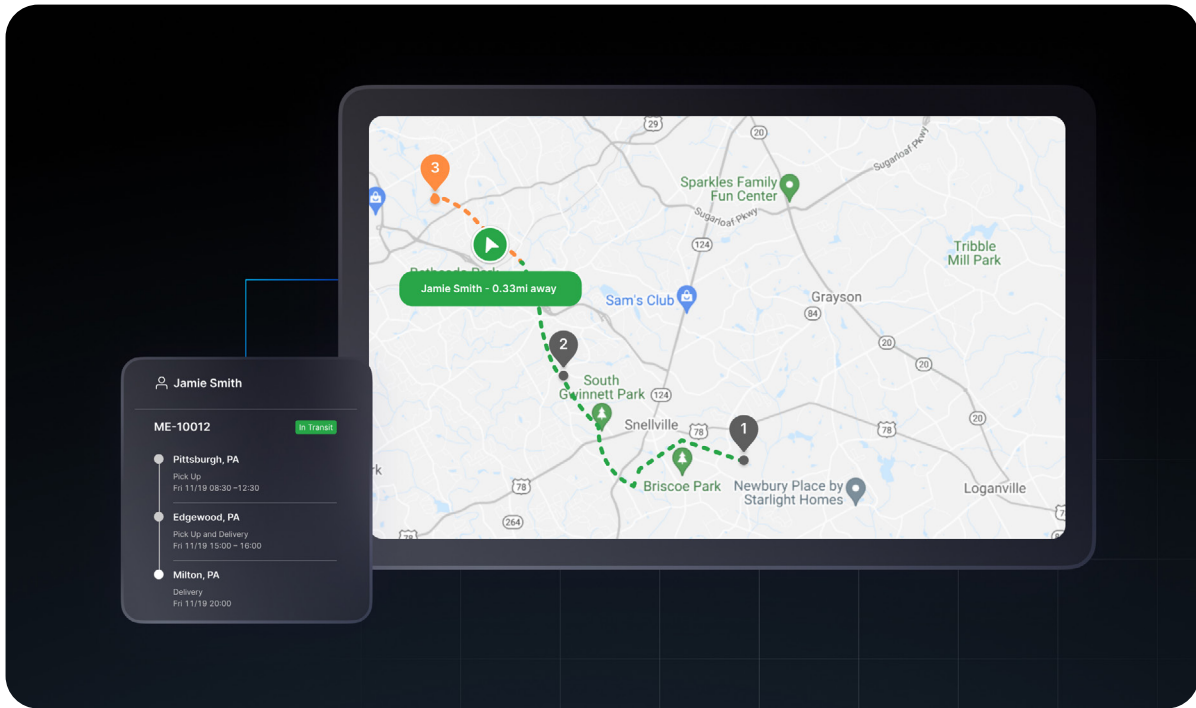 29
20
3
Sugarloaf Pkwy
Sparkles Family
Fun Center
Sugarloaf Pkwy
124
Tribble
Mill Park
Jamie Smith - 0.33mi away
Sam's Club
Grayson
84
20
2
20
South
Gwinnett Park
124
Snellville
78
1
20
78
78
Briscoe Park
Newbury Place by
Starlight Homes
Loganville
264
Jamie Smith
ME-10012
In Transit
Pittsburgh, PA
Pick Up
Fri 11/19 08:30 –12:30
Edgewood, PA
Pick Up and Delivery
Fri 11/19 15:00 – 16:00
Milton, PA
Delivery
Fri 11/19 20:00